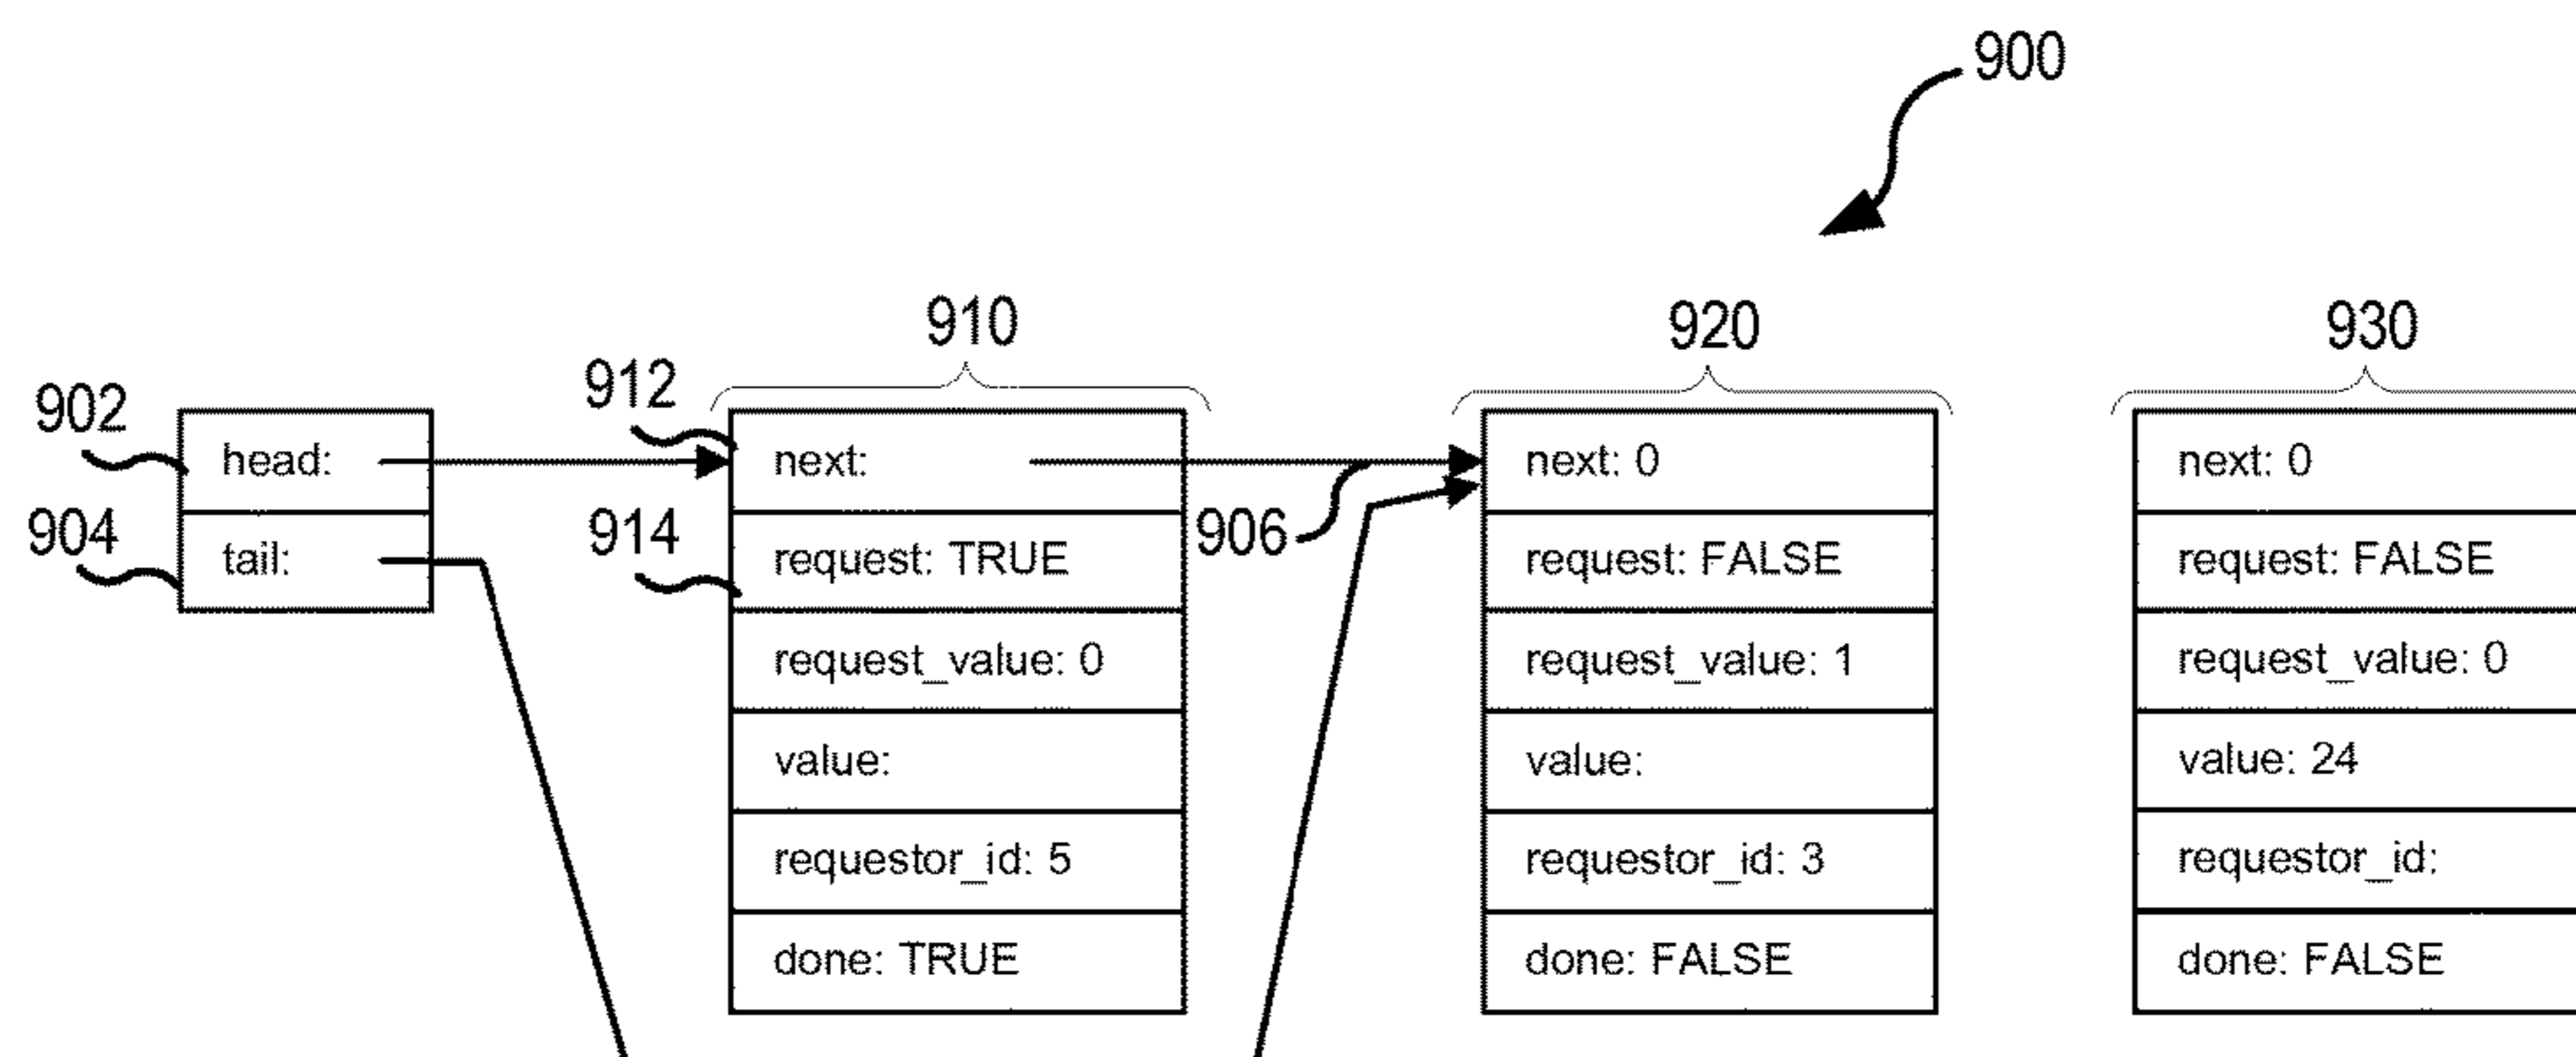 900
910
920
930
912
902
head:
next:
next: 0
next: 0
904
tail:
914
906
request: TRUE
request: FALSE
request: FALSE
request_value: 0
request_value: 1
request_value: 0
value:
value:
value: 24
requestor_id: 5
requestor_id: 3
requestor_id:
done: TRUE
done: FALSE
done: FALSE